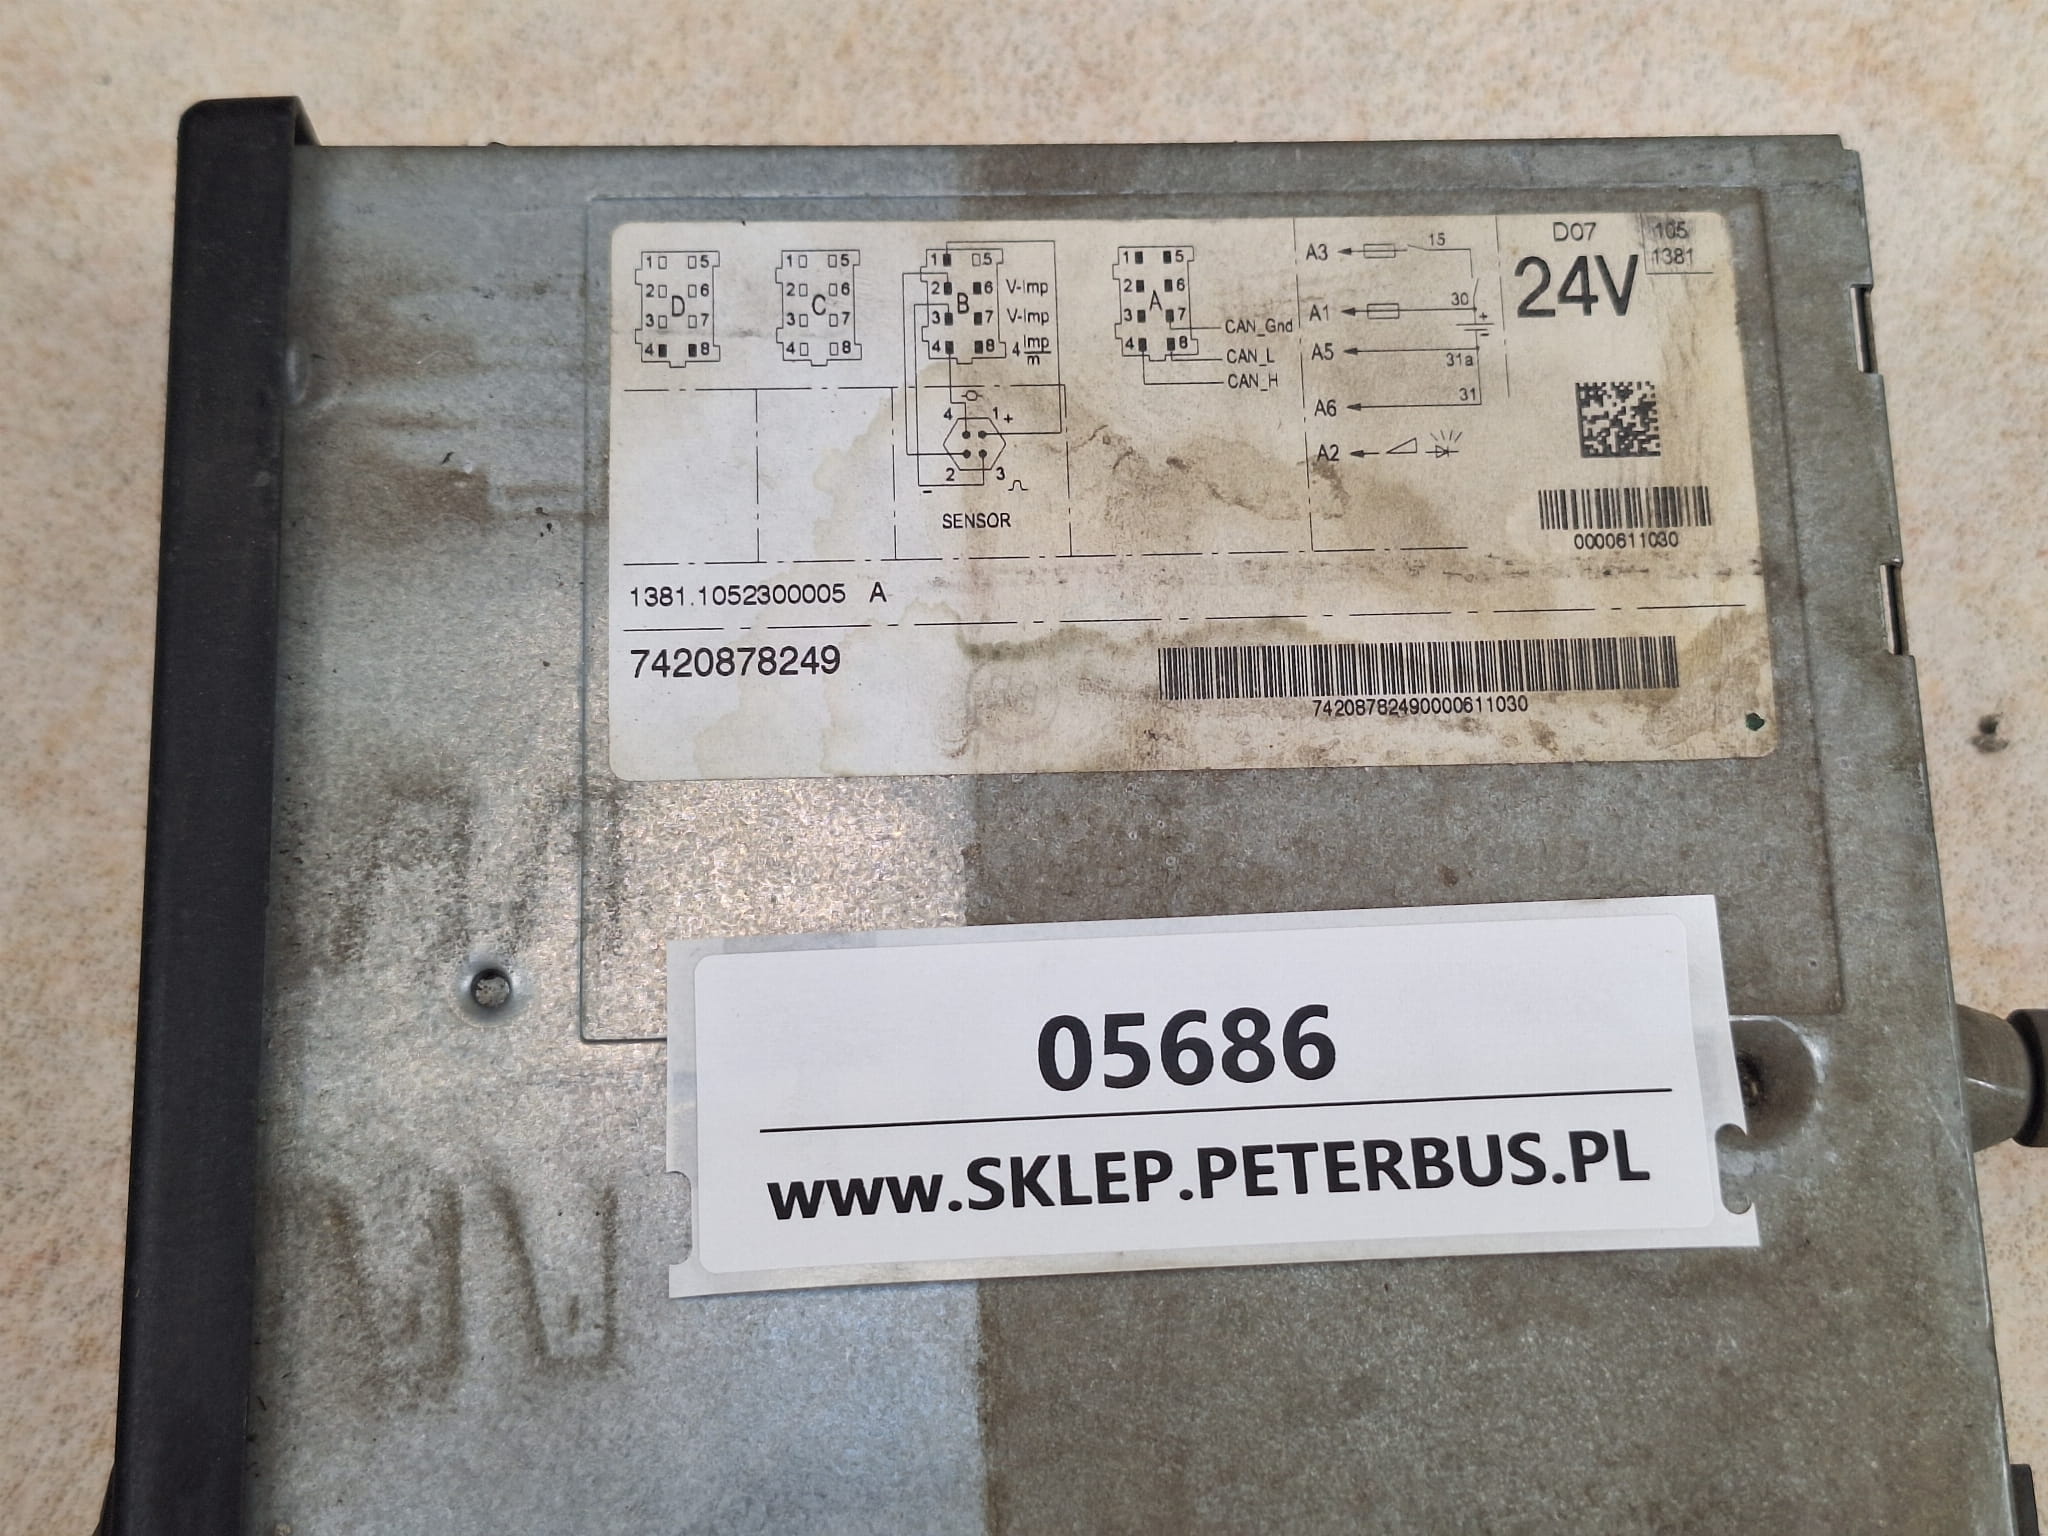 1 5
2 6
D
3 7
4 8
1 5
2 6
C
3 7
4 8
1 5
2 6 V-Imp
B
3 7 V-Imp
4 8 4 Imp/m
1 5
2 6
A
3 7
4 8
CAN_Gnd
CAN_L
CAN_H
4 1 +
2 3
-
SENSOR
A3 15
A1 30
+
-
A5 31a
A6 31
A2
D07
24V
105
1381
0000611030
1381.1052300005 A
7420878249
74208782490000611030
05686
www.SKLEP.PETERBUS.PL